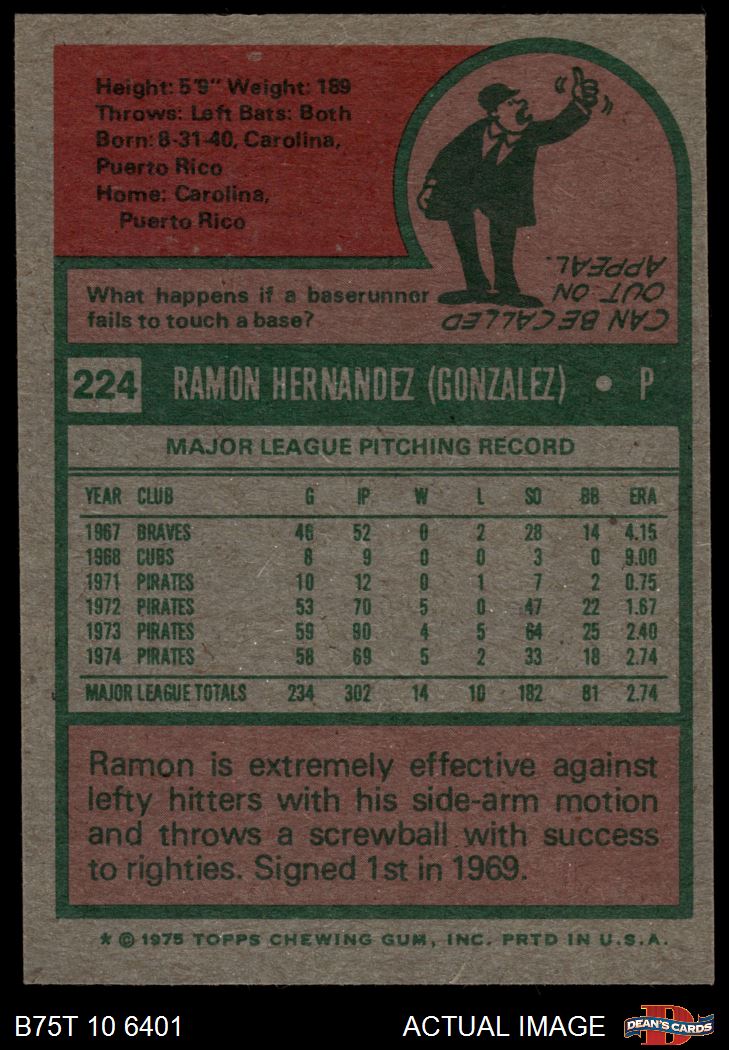 Height: 5'9" Weight: 189
Throws: Left Bats: Both
Born: 8-31-40, Carolina,
Puerto Rico
Home: Carolina,
Puerto Rico
What happens if a baserunner
fails to touch a base?
CAN BE CALLED
OUT ON
APPEAL.
224 RAMON HERNANDEZ (GONZALEZ) • P
MAJOR LEAGUE PITCHING RECORD
YEAR CLUB G IP W L SO BB ERA
1967 BRAVES 46 52 0 2 28 14 4.15
1968 CUBS 8 9 0 0 3 0 9.00
1971 PIRATES 10 12 0 1 7 2 0.75
1972 PIRATES 53 70 5 0 47 22 1.67
1973 PIRATES 59 90 4 5 64 25 2.40
1974 PIRATES 58 69 5 2 33 18 2.74
MAJOR LEAGUE TOTALS 234 302 14 10 182 81 2.74
Ramon is extremely effective against
lefty hitters with his side-arm motion
and throws a screwball with success
to righties. Signed 1st in 1969.
* © 1975 TOPPS CHEWING GUM, INC. PRTD IN U.S.A.
B75T 10 6401 ACTUAL IMAGE DEAN'S CARDS